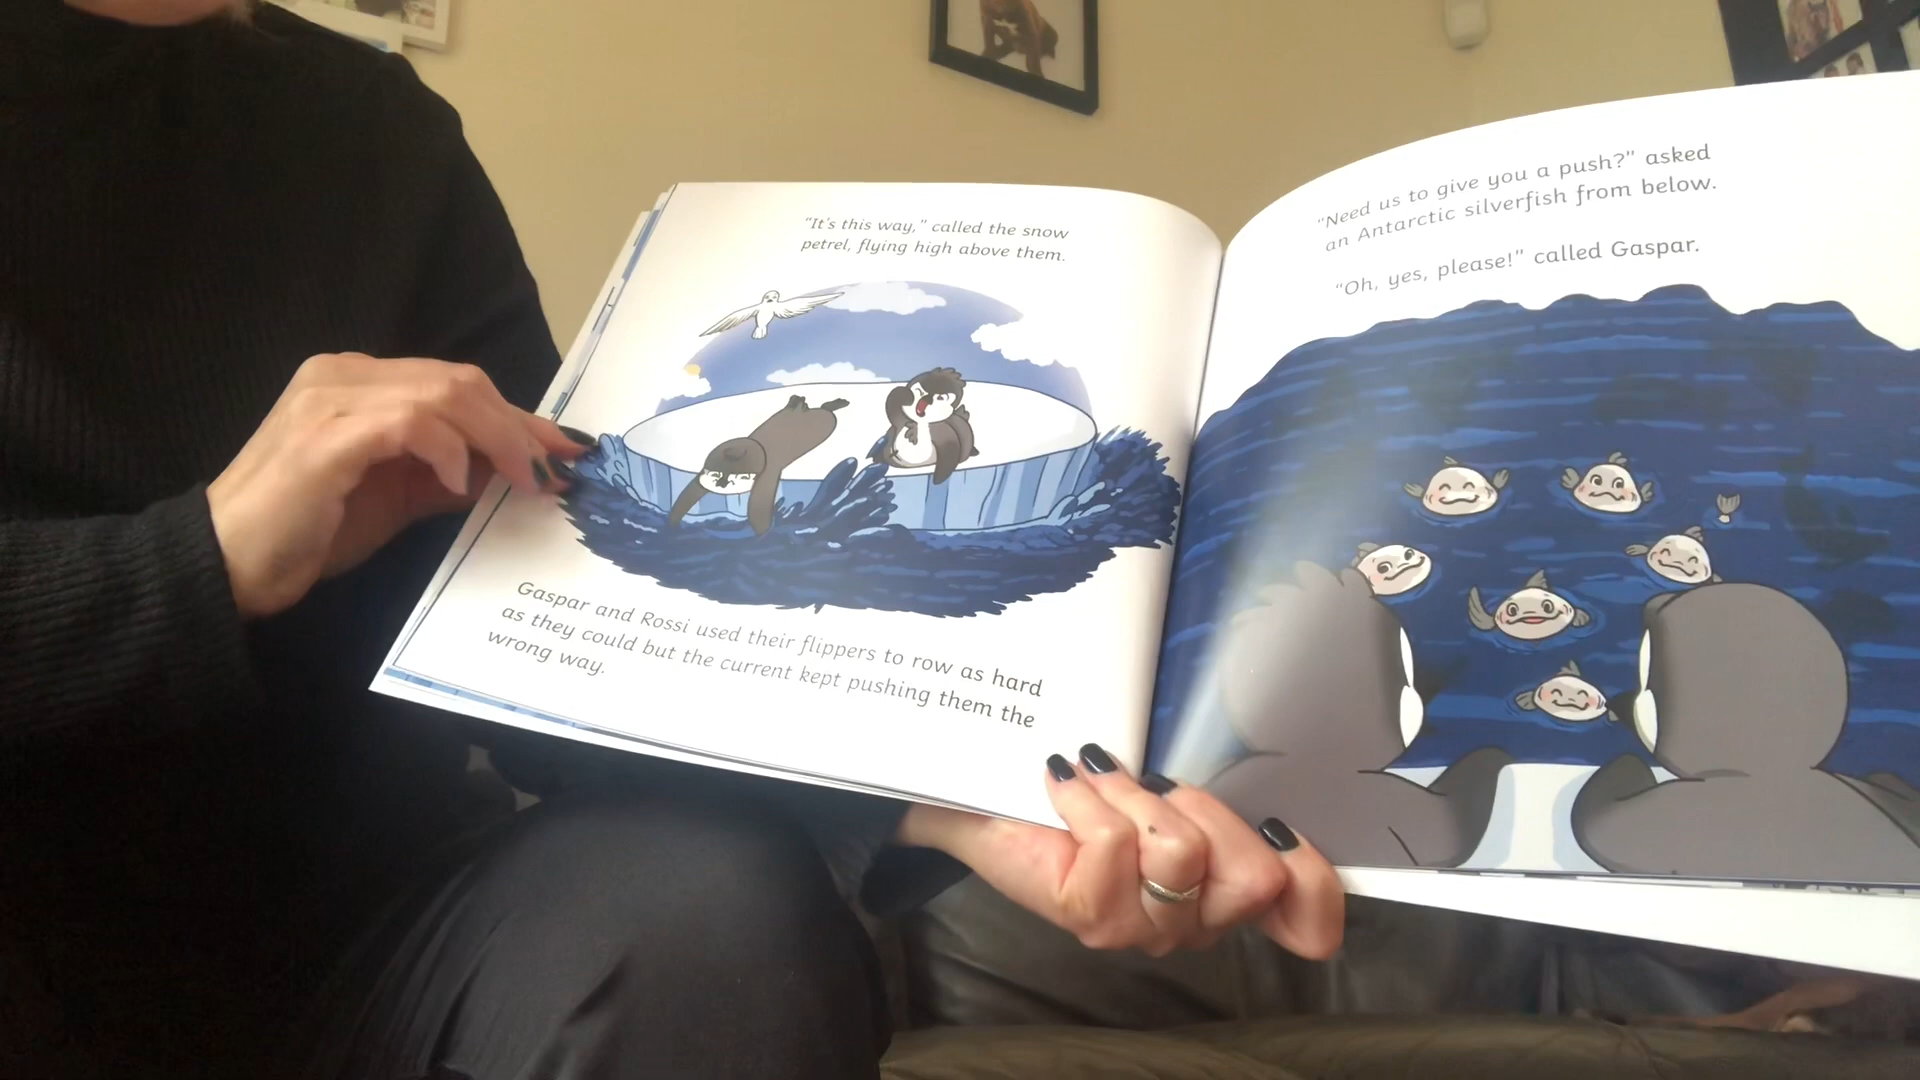 “It’s this way,” called the snow
petrel, flying high above them.
Gaspar and Rossi used their flippers to row as hard
as they could but the current kept pushing them the
wrong way.
“Need us to give you a push?” asked
an Antarctic silverfish from below.
“Oh, yes, please!” called Gaspar.